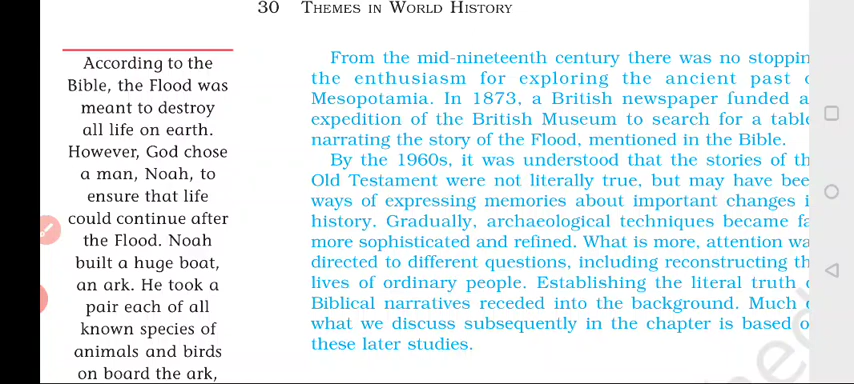 30 THEMES IN WORLD HISTORY
According to the
Bible, the Flood was
meant to destroy
all life on earth.
However, God chose
a man, Noah, to
ensure that life
could continue after
the Flood. Noah
built a huge boat,
an ark. He took a
pair each of all
known species of
animals and birds
on board the ark,
From the mid-nineteenth century there was no stoppin
the enthusiasm for exploring the ancient past
Mesopotamia. In 1873, a British newspaper funded a
expedition of the British Museum to search for a tabl
narrating the story of the Flood, mentioned in the Bible.
By the 1960s, it was understood that the stories of th
Old Testament were not literally true, but may have bee
ways of expressing memories about important changes i
history. Gradually, archaeological techniques became fa
more sophisticated and refined. What is more, attention wa
directed to different questions, including reconstructing th
lives of ordinary people. Establishing the literal truth
Biblical narratives receded into the background. Much
what we discuss subsequently in the chapter is based o
these later studies.